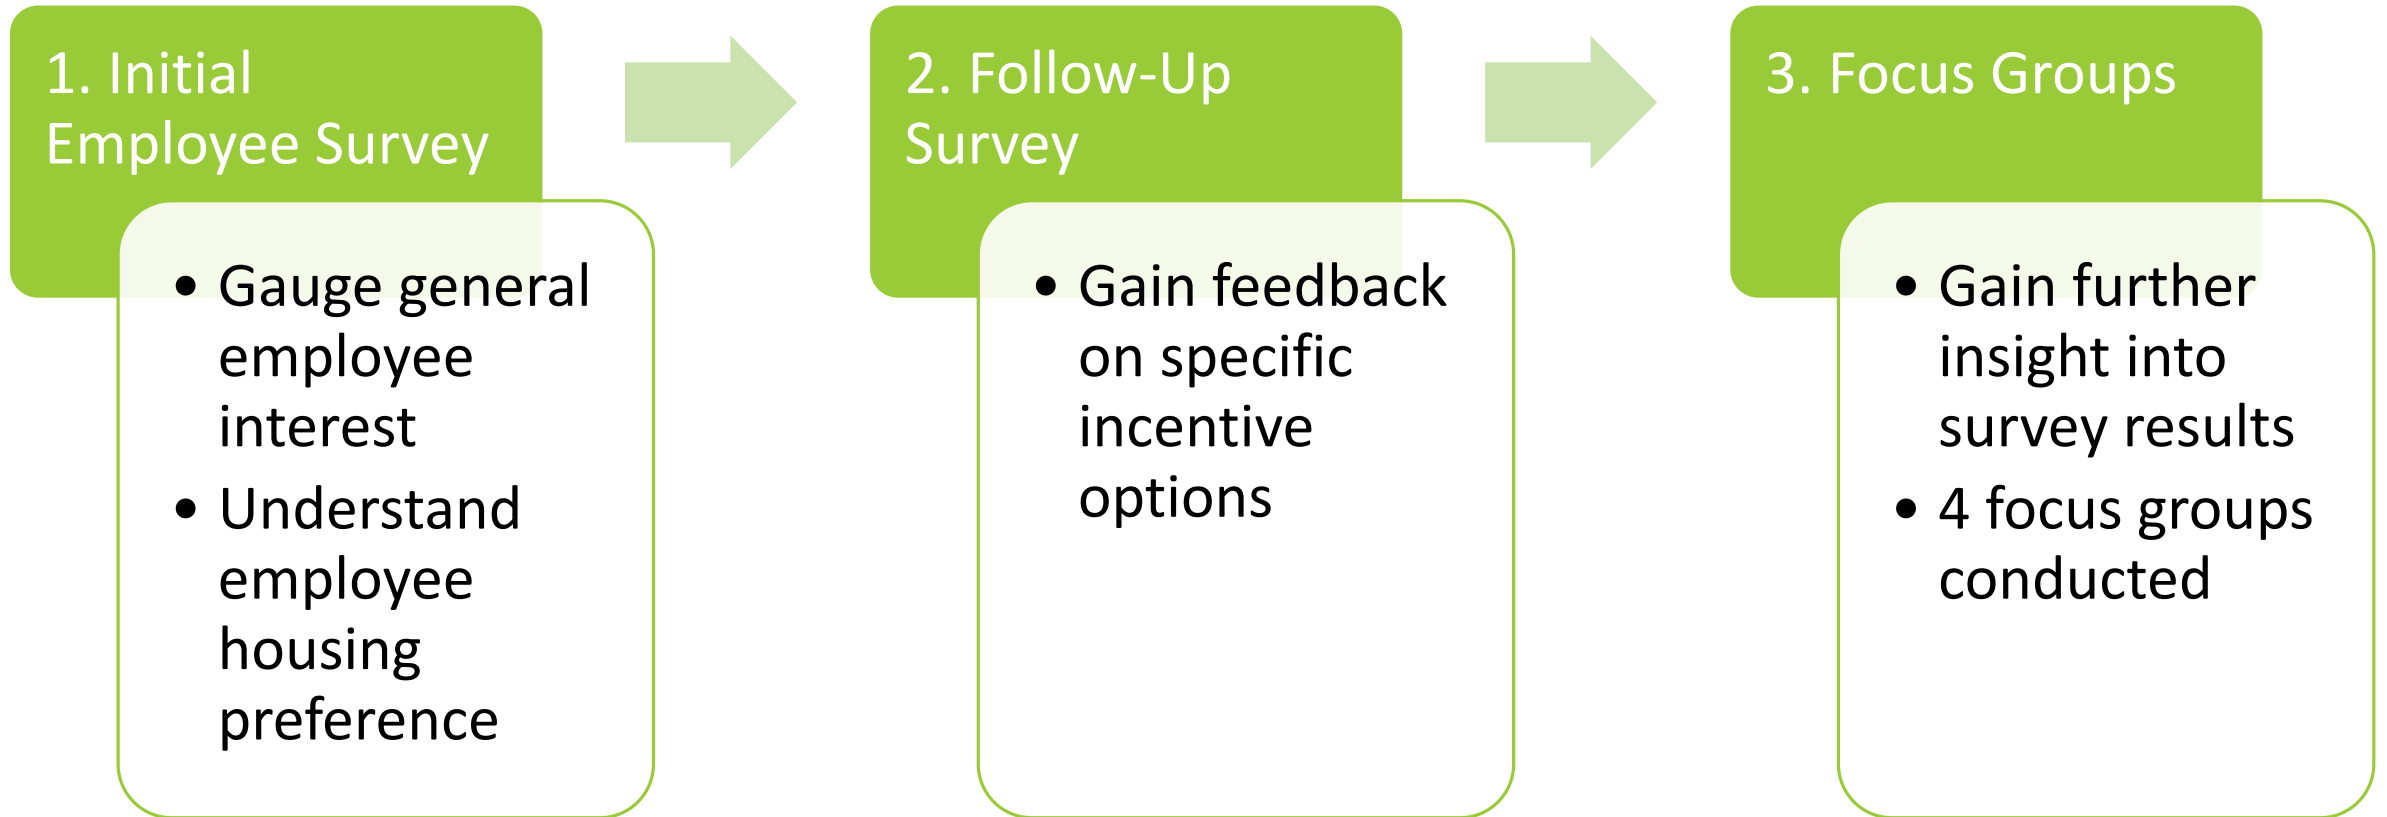 1. Initial
Employee Survey
• Gauge general
employee
interest
• Understand
employee
housing
preference
2. Follow-Up
Survey
• Gain feedback
on specific
incentive
options
3. Focus Groups
• Gain further
insight into
survey results
• 4 focus groups
conducted